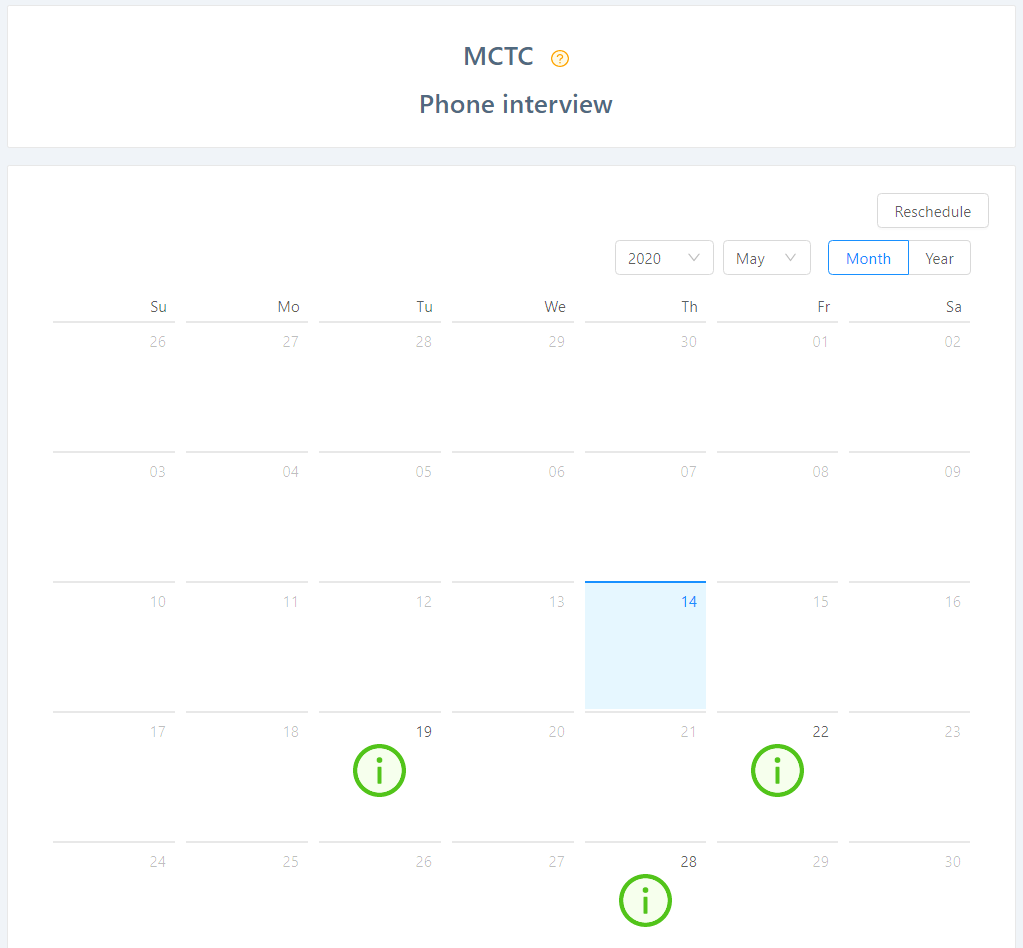 MCTC ?
Phone interview
Reschedule
2020 May Month Year
Su Mo Tu We Th Fr Sa
26 27 28 29 30 01 02
03 04 05 06 07 08 09
10 11 12 13 14 15 16
17 18 19 20 21 22 23
i i
24 25 26 27 28 29 30
i